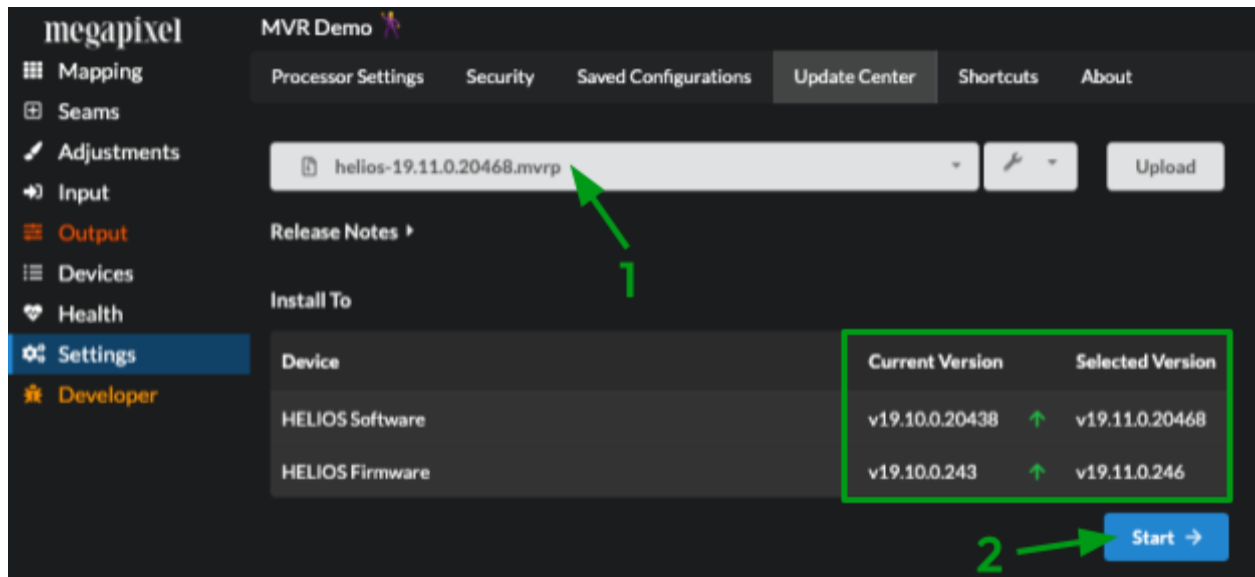 megapixel
MVR Demo
Mapping
Seams
Adjustments
Input
Output
Devices
Health
Settings
Developer
Processor Settings Security Saved Configurations Update Center Shortcuts About
helios-19.11.0.20468.mvrp Upload
Release Notes
1
Install To
Device Current Version Selected Version
HELIOS Software v19.10.0.20438 v19.11.0.20468
HELIOS Firmware v19.10.0.243 v19.11.0.246
2 Start